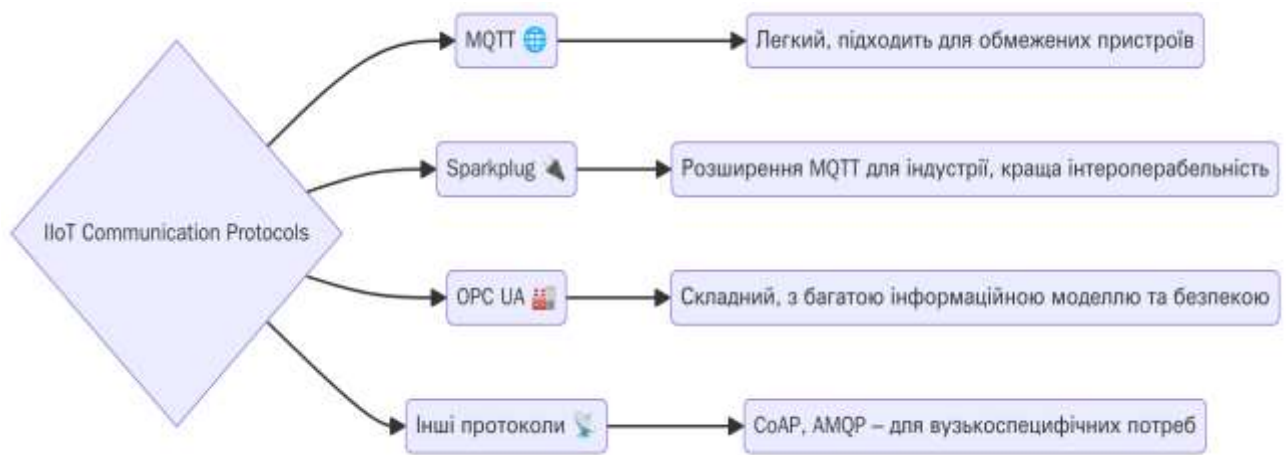 IIoT Communication Protocols
MQTT 🌐
Легкий, підходить для обмежених пристроїв
Sparkplug 🔌
Розширення MQTT для індустрії, краща інтероперабельність
OPC UA 🏭
Складний, з багатою інформаційною моделлю та безпекою
Інші протоколи 📡
CoAP, AMQP – для вузькоспецифічних потреб